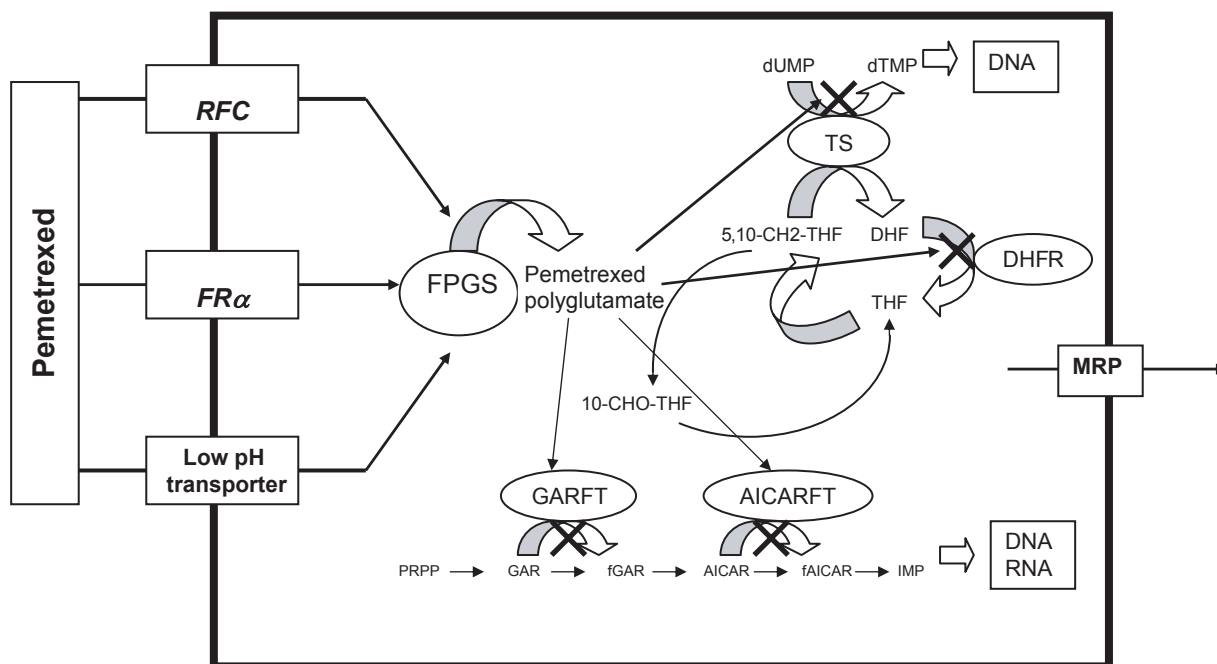 Pemetrexed
RFC
FRα
Low pH
transporter
FPGS
Pemetrexed
polyglutamate
dUMP
dTMP
DNA
TS
5,10-CH2-THF
DHF
DHFR
THF
10-CHO-THF
MRP
GARFT
AICARFT
PRPP
GAR
fGAR
AICAR
fAICAR
IMP
DNA
RNA